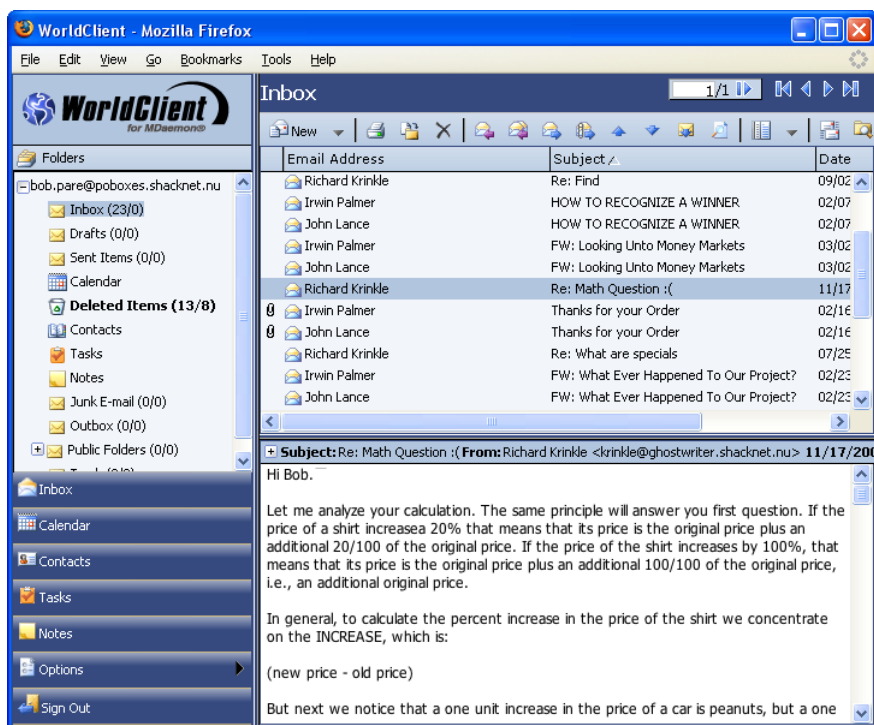 WorldClient - Mozilla Firefox
File Edit View Go Bookmarks Tools Help
WorldClient
for MDaemon®
Inbox
1/1
New
Folders
Email Address Subject Date
bob.pare@poboxes.shacknet.nu
Inbox (23/0)
Drafts (0/0)
Sent Items (0/0)
Calendar
Deleted Items (13/8)
Contacts
Tasks
Notes
Junk E-mail (0/0)
Outbox (0/0)
Public Folders (0/0)
Richard Krinkle Re: Find 09/02
Irwin Palmer HOW TO RECOGNIZE A WINNER 02/07
John Lance HOW TO RECOGNIZE A WINNER 02/07
Irwin Palmer FW: Looking Unto Money Markets 03/02
John Lance FW: Looking Unto Money Markets 03/02
Richard Krinkle Re: Math Question :( 11/17
Irwin Palmer Thanks for your Order 02/16
John Lance Thanks for your Order 02/16
Richard Krinkle Re: What are specials 07/25
Irwin Palmer FW: What Ever Happened To Our Project? 02/23
John Lance FW: What Ever Happened To Our Project? 02/23
Inbox
Calendar
Contacts
Tasks
Notes
Options
Sign Out
Subject: Re: Math Question :( From: Richard Krinkle <krinkle@ghostwriter.shacknet.nu> 11/17/200
Hi Bob.
Let me analyze your calculation. The same principle will answer you first question. If the
price of a shirt increasea 20% that means that its price is the original price plus an
additional 20/100 of the original price. If the price of the shirt increases by 100%, that
means that its price is the original price plus an additional 100/100 of the original price,
i.e., an additional original price.
In general, to calculate the percent increase in the price of the shirt we concentrate
on the INCREASE, which is:
(new price - old price)
But next we notice that a one unit increase in the price of a car is peanuts, but a one